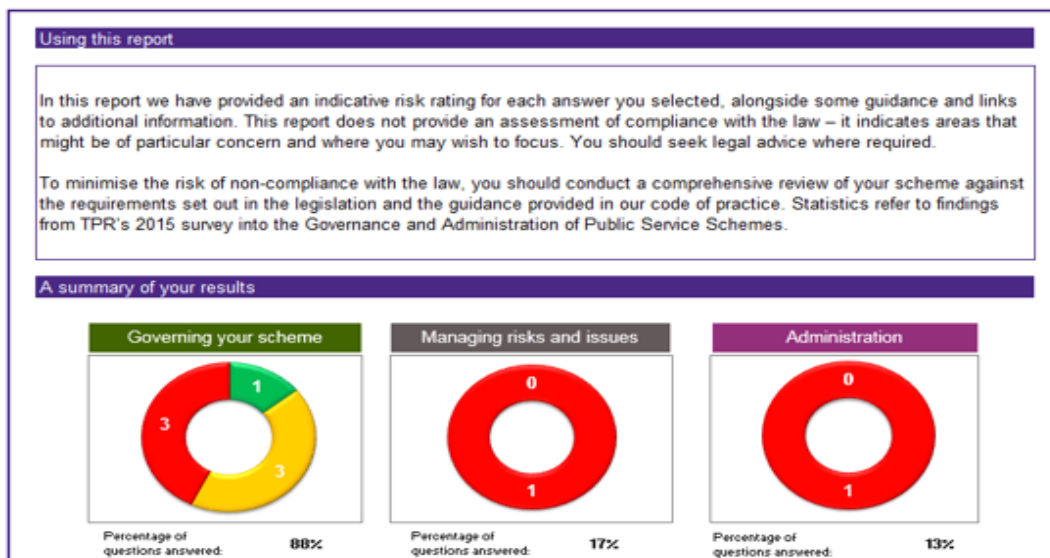 Using this report
In this report we have provided an indicative risk rating for each answer you selected, alongside some guidance and links
to additional information. This report does not provide an assessment of compliance with the law – it indicates areas that
might be of particular concern and where you may wish to focus. You should seek legal advice where required.
To minimise the risk of non-compliance with the law, you should conduct a comprehensive review of your scheme against
the requirements set out in the legislation and the guidance provided in our code of practice. Statistics refer to findings
from TPR's 2015 survey into the Governance and Administration of Public Service Schemes.
A summary of your results
Governing your scheme
1
3
3
Percentage of
questions answered:
88%
Managing risks and issues
0
1
Percentage of
questions answered:
17%
Administration
0
1
Percentage of
questions answered:
13%